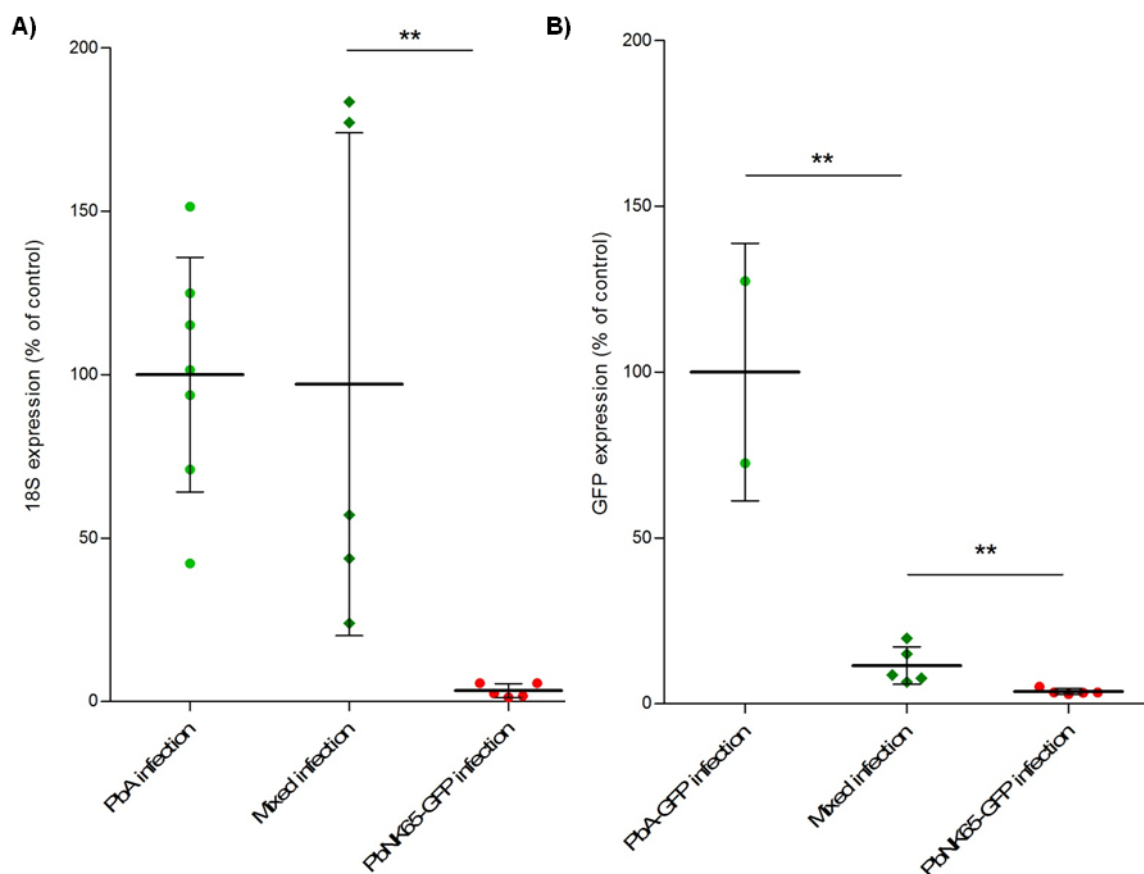 A)
**
200
150
100
50
0
18S expression (% of control)
PbA infection
Mixed infection
PbNK65-GFP infection
B)
**
**
200
150
100
50
0
GFP expression (% of control)
PbA-GFP infection
Mixed infection
PbNK65-GFP infection